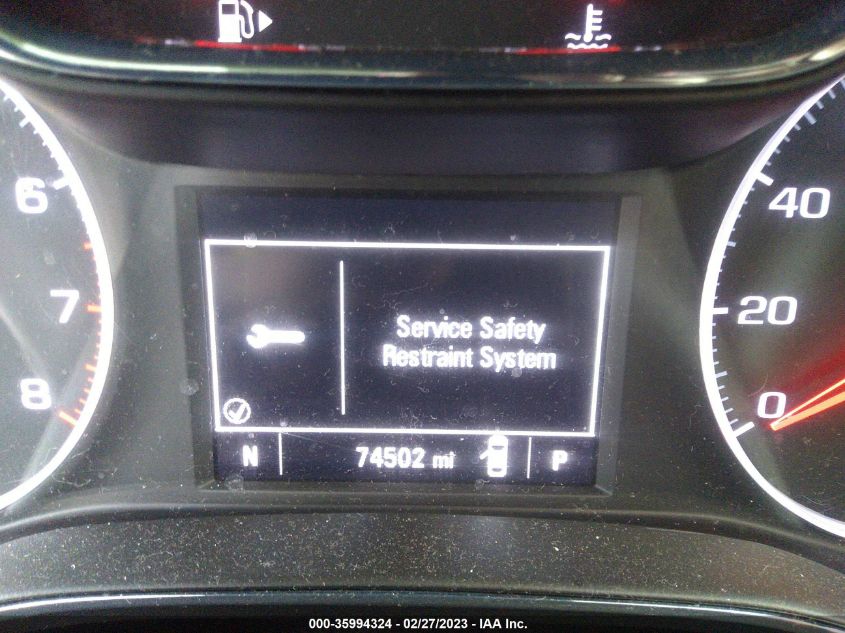 6
7
8
40
20
0
Service Safety
Restraint System
N 74502 mi P
000-35994324 - 02/27/2023 - IAA Inc.